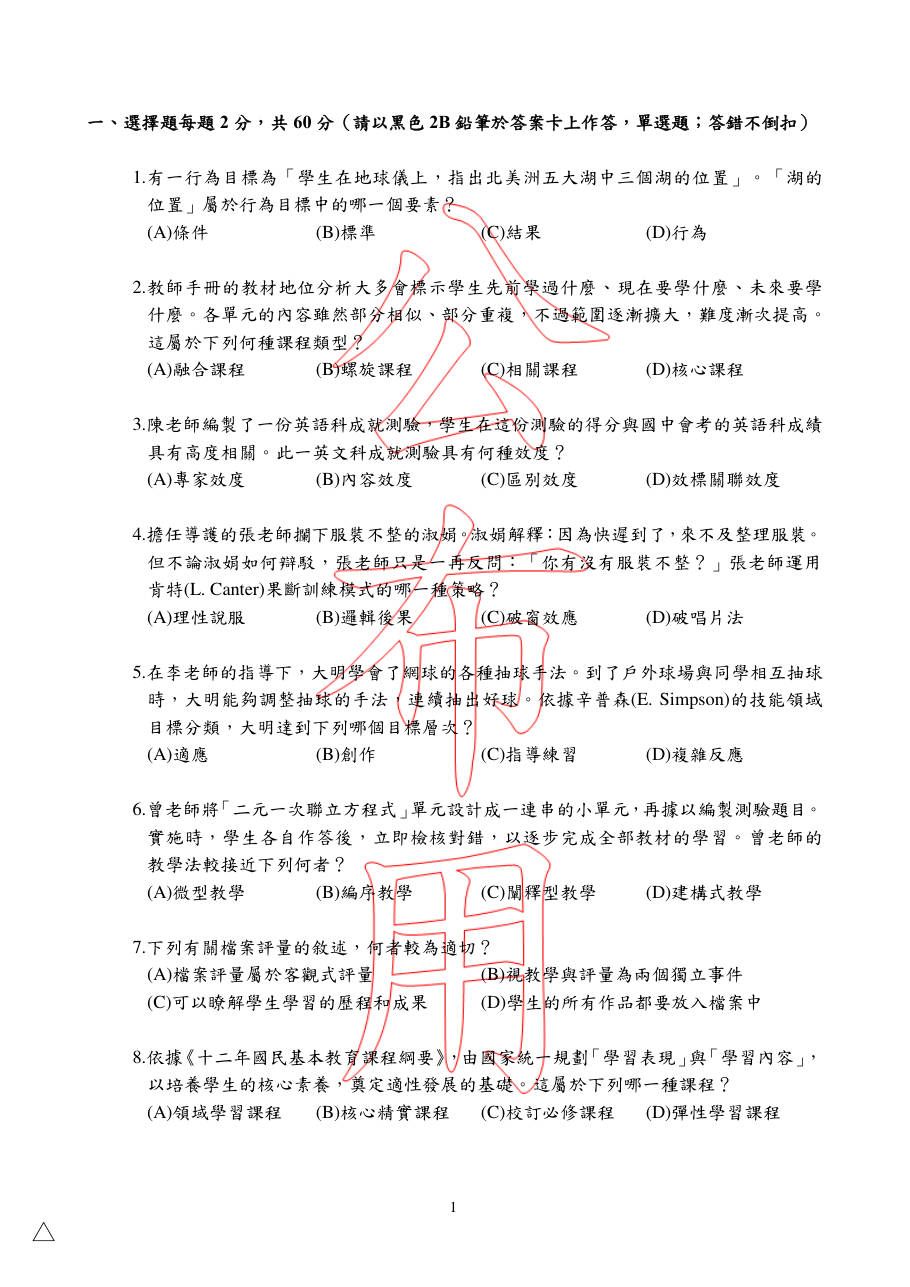 一、選擇題每題 2 分，共 60 分（請以黑色 2B 鉛筆於答案卡上作答，單選題；答錯不倒扣）
1.有一行為目標為「學生在地球儀上，指出北美洲五大湖中三個湖的位置」。「湖的
位置」屬於行為目標中的哪一個要素？
(A)條件 (B)標準 (C)結果 (D)行為
2.教師手冊的教材地位分析大多會標示學生先前學過什麼、現在要學什麼、未來要學
什麼。各單元的內容雖然部分相似、部分重複，不過範圍逐漸擴大，難度漸次提高。
這屬於下列何種課程類型？
(A)融合課程 (B)螺旋課程 (C)相關課程 (D)核心課程
3.陳老師編製了一份英語科成就測驗，學生在這份測驗的得分與國中會考的英語科成績
具有高度相關。此一英文科成就測驗具有何種效度？
(A)專家效度 (B)內容效度 (C)區別效度 (D)效標關聯效度
4.擔任導護的張老師攔下服裝不整的淑娟。淑娟解釋：因為快遲到了，來不及整理服裝。
但不論淑娟如何辯駁，張老師只是一再反問：「你有沒有服裝不整？」張老師運用
肯特(L. Canter)果斷訓練模式的哪一種策略？
(A)理性說服 (B)邏輯後果 (C)破窗效應 (D)破唱片法
5.在李老師的指導下，大明學會了網球的各種抽球手法。到了戶外球場與同學相互抽球
時，大明能夠調整抽球的手法，連續抽出好球。依據辛普森(E. Simpson)的技能領域
目標分類，大明達到下列哪個目標層次？
(A)適應 (B)創作 (C)指導練習 (D)複雜反應
6.曾老師將「二元一次聯立方程式」單元設計成一連串的小單元，再據以編製測驗題目。
實施時，學生各自作答後，立即檢核對錯，以逐步完成全部教材的學習。曾老師的
教學法較接近下列何者？
(A)微型教學 (B)編序教學 (C)闡釋型教學 (D)建構式教學
7.下列有關檔案評量的敘述，何者較為適切？
(A)檔案評量屬於客觀式評量 (B)視教學與評量為兩個獨立事件
(C)可以瞭解學生學習的歷程和成果 (D)學生的所有作品都要放入檔案中
8.依據《十二年國民基本教育課程綱要》，由國家統一規劃「學習表現」與「學習內容」，
以培養學生的核心素養，奠定適性發展的基礎。這屬於下列哪一種課程？
(A)領域學習課程 (B)核心精實課程 (C)校訂必修課程 (D)彈性學習課程
公布用
1